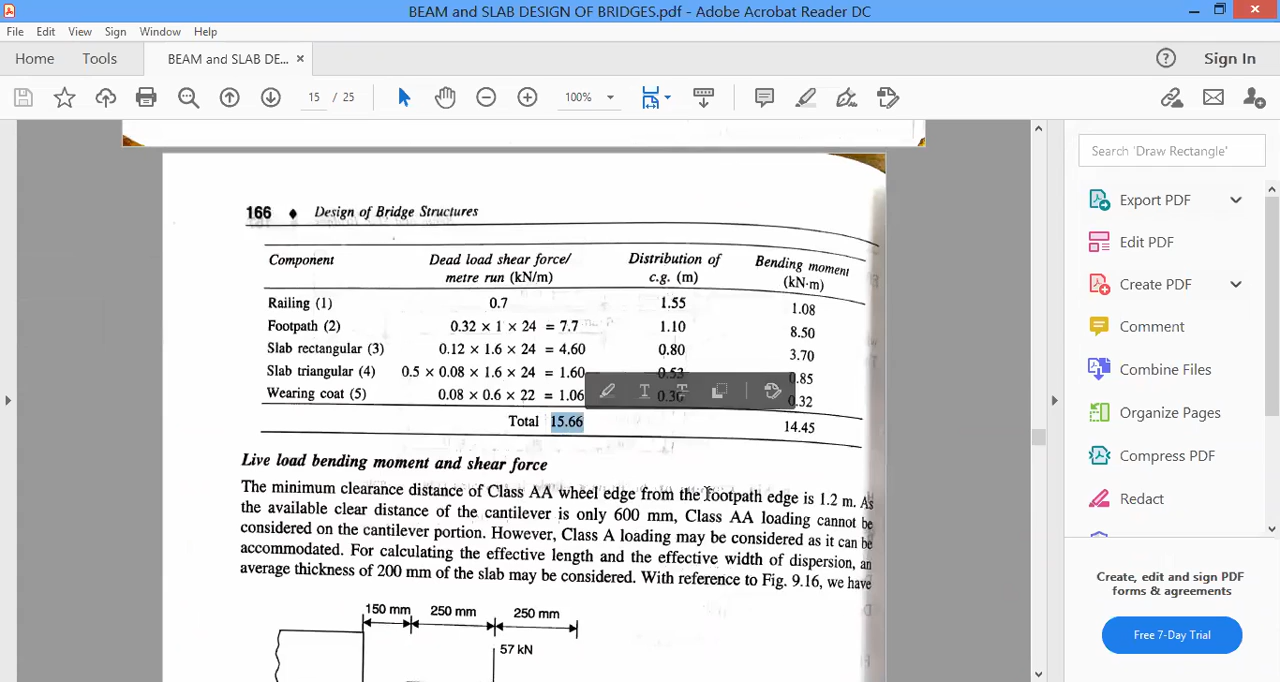 BEAM and SLAB DESIGN OF BRIDGES.pdf - Adobe Acrobat Reader DC
File Edit View Sign Window Help
Home Tools BEAM and SLAB DE... × Sign In
15 / 25 100%
Search 'Draw Rectangle'
Export PDF
Edit PDF
Create PDF
Comment
Combine Files
Organize Pages
Compress PDF
Redact
Create, edit and sign PDF
forms & agreements
Free 7-Day Trial
166 ♦ Design of Bridge Structures
Component Dead load shear force/ Distribution of Bending moment
metre run (kN/m) c.g. (m) (kN·m)
Railing (1) 0.7 1.55 1.08
Footpath (2) 0.32 × 1 × 24 = 7.7 1.10 8.50
Slab rectangular (3) 0.12 × 1.6 × 24 = 4.60 0.80 3.70
Slab triangular (4) 0.5 × 0.08 × 1.6 × 24 = 1.60 0.53 0.85
Wearing coat (5) 0.08 × 0.6 × 22 = 1.06 0.30 0.32
Total 15.66 14.45
Live load bending moment and shear force
The minimum clearance distance of Class AA wheel edge from the footpath edge is 1.2 m. As
the available clear distance of the cantilever is only 600 mm, Class AA loading cannot be
considered on the cantilever portion. However, Class A loading may be considered as it can be
accommodated. For calculating the effective length and the effective width of dispersion, an
average thickness of 200 mm of the slab may be considered. With reference to Fig. 9.16, we have
150 mm 250 mm 250 mm
57 kN